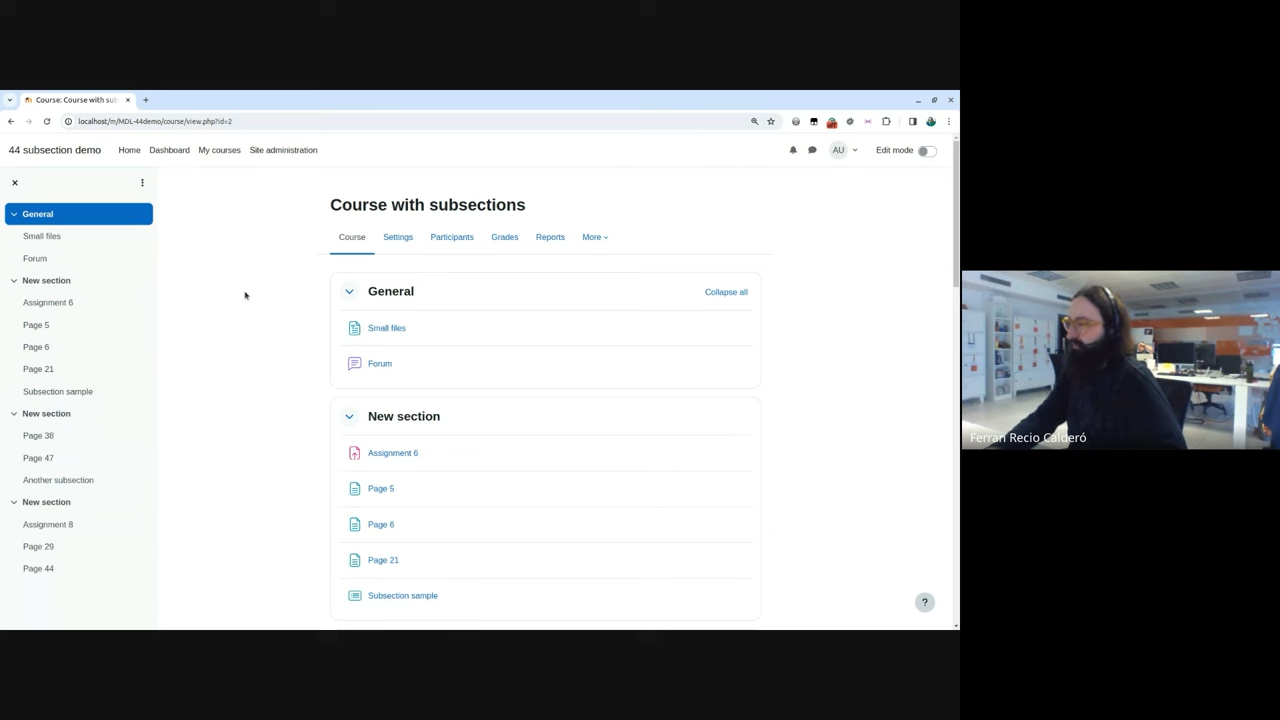 Course: Course with sub
localhost/m/MDL-44demo/course/view.php?id=2
44 subsection demo
Home
Dashboard
My courses
Site administration
AU
Edit mode
General
Small files
Forum
New section
Assignment 6
Page 5
Page 6
Page 21
Subsection sample
New section
Page 38
Page 47
Another subsection
New section
Assignment 8
Page 29
Page 44
Course with subsections
Course
Settings
Participants
Grades
Reports
More
General
Collapse all
Small files
Forum
New section
Assignment 6
Page 5
Page 6
Page 21
Subsection sample
?
Ferran Recio Calderó